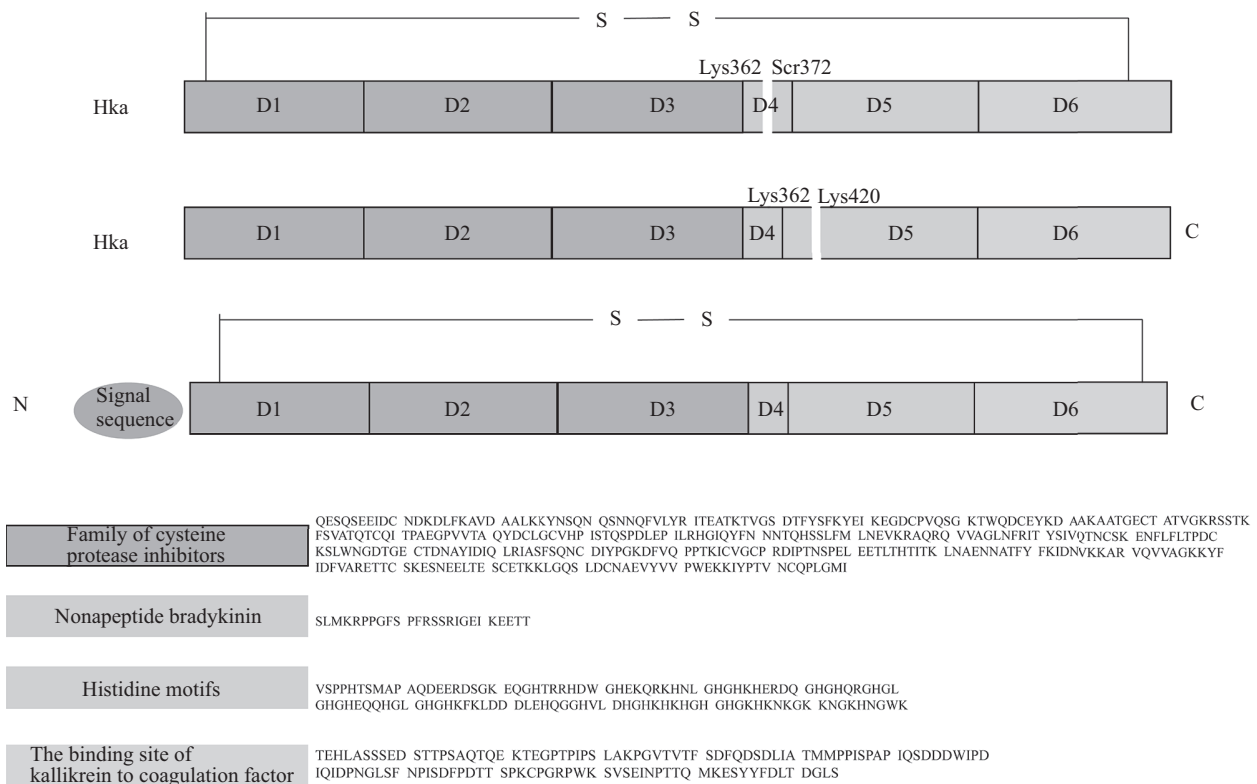 S S
Lys362 Scr372
Hka D1 D2 D3 D4 D5 D6
Lys362 Lys420
Hka D1 D2 D3 D4 D5 D6 C
S S
N Signal sequence D1 D2 D3 D4 D5 D6 C
Family of cysteine
protease inhibitors
QESQSEEIDC NDKDLFKAVD AALKKYNSQN QSNNQFVLYR ITEATKTVGS DTFYSFKYEI KEGDCPVQSG KTWQDCEYKD AAKAATGECT ATVGKRSSTK
FSVATQTCQI TPAEGPVVTA QYDCLGCVHP ISTQSPDLEP ILRHGIQYFN NNTQHSSLFM LNEVKRAQRQ VVAGLNFRIT YSIVQTNCSK ENFLFLTPDC
KSLWNGDTGE CTDNAYIDIQ LRIASFSQNC DIYPGKDFVQ PPTKICVGCP RDIPTNSPEL EETLTHTITK LNAENNATFY FKIDNVKKAR VQVVAGKKYF
IDFVARETTC SKESNEELTE SCETKKLGQS LDCNAEVYVV PWEKKIYPTV NCQPLGMI
Nonapeptide bradykinin
SLMKRPPGFS PFRSSRIGEI KEETT
Histidine motifs
VSPPHTSMAP AQDEERDSGK EQGHTRRHDW GHEKQRKHNL GHGHKHERDQ GHGHQRGHGL
GHGHEQQHGL GHGHKFKLDD DLEHQGGHVL DHGHKHKHGH GHGKHKNKGK KNGKHNGWK
The binding site of
kallikrein to coagulation factor
TEHLASSSED STTPSAQTQE KTEGPTPIPS LAKPGVTVTF SDFQDSDLIA TMMPPISPAP IQSDDDWIPD
IQIDPNGLSF NPISDFPDTT SPKCPGRPWK SVSEINPTTQ MKESYYFDLT DGLS